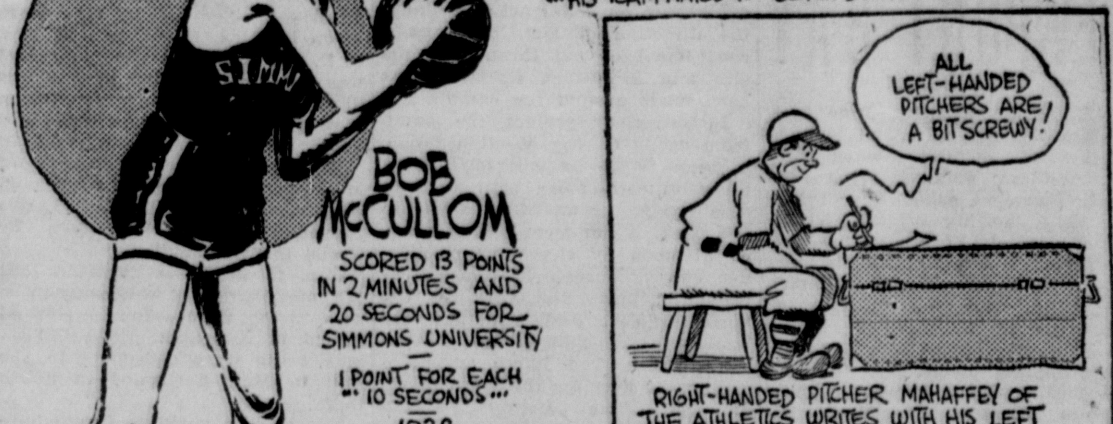 SIMM
BOB
McCULLOM
SCORED 13 POINTS
IN 2 MINUTES AND
20 SECONDS FOR
SIMMONS UNIVERSITY
—
1 POINT FOR EACH
"" 10 SECONDS ""
ALL
LEFT-HANDED
PITCHERS ARE
A BIT SCREWY!
RIGHT-HANDED PITCHER MAHAFFEY OF
THE ATHLETICS WRITES WITH HIS LEFT